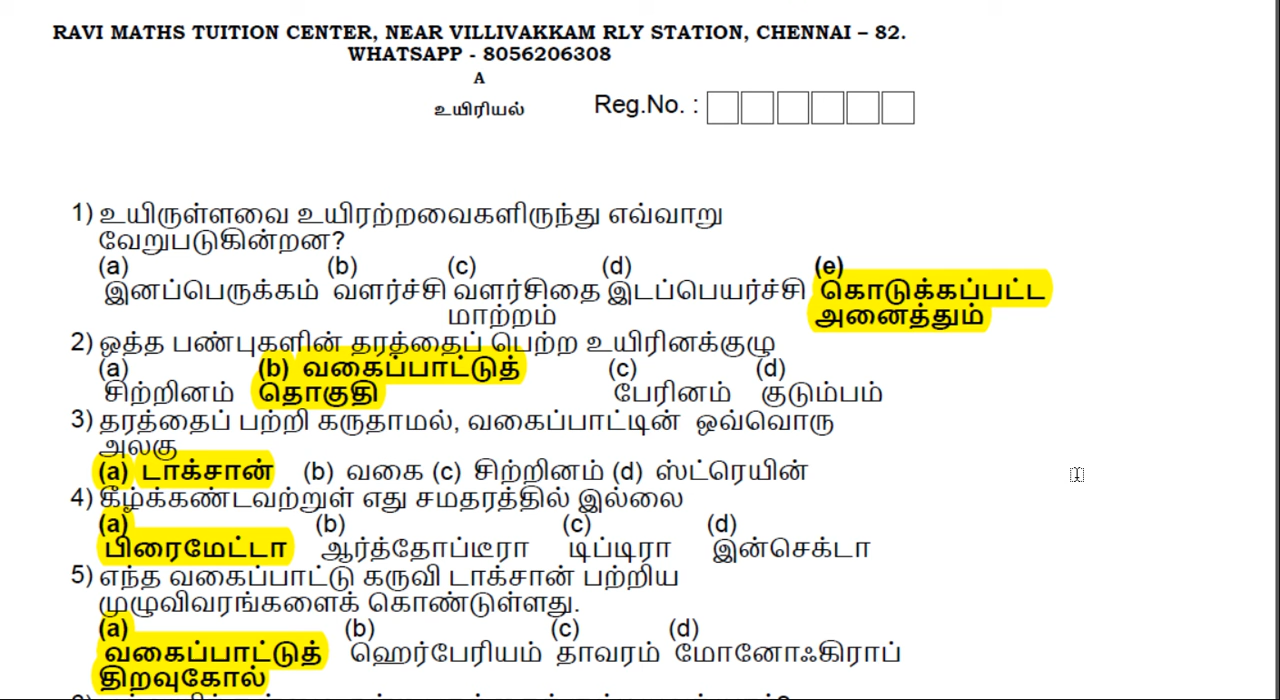 RAVI MATHS TUITION CENTER, NEAR VILLIVAKKAM RLY STATION, CHENNAI – 82.
WHATSAPP - 8056206308
A
உயிரியல் Reg.No. :
1) உயிருள்ளவை உயிரற்றவைகளிருந்து எவ்வாறு
வேறுபடுகின்றன?
(a) (b) (c) (d) (e)
இனப்பெருக்கம் வளர்ச்சி வளர்சிதை இடப்பெயர்ச்சி கொடுக்கப்பட்ட
மாற்றம் அனைத்தும்
2) ஒத்த பண்புகளின் தரத்தைப் பெற்ற உயிரினக்குழு
(a) (b) வகைப்பாட்டுத் (c) (d)
சிற்றினம் தொகுதி பேரினம் குடும்பம்
3) தரத்தைப் பற்றி கருதாமல், வகைப்பாட்டின் ஒவ்வொரு
அலகு
(a) டாக்சான் (b) வகை (c) சிற்றினம் (d) ஸ்ட்ரெயின்
4) கீழ்க்கண்டவற்றுள் எது சமதரத்தில் இல்லை
(a) (b) (c) (d)
பிரைமேட்டா ஆர்த்தோப்டீரா டிப்டிரா இன்செக்டா
5) எந்த வகைப்பாட்டு கருவி டாக்சான் பற்றிய
முழுவிவரங்களைக் கொண்டுள்ளது.
(a) (b) (c) (d)
வகைப்பாட்டுத் ஹெர்பேரியம் தாவரம் மோனோஃகிராப்
திறவுகோல்